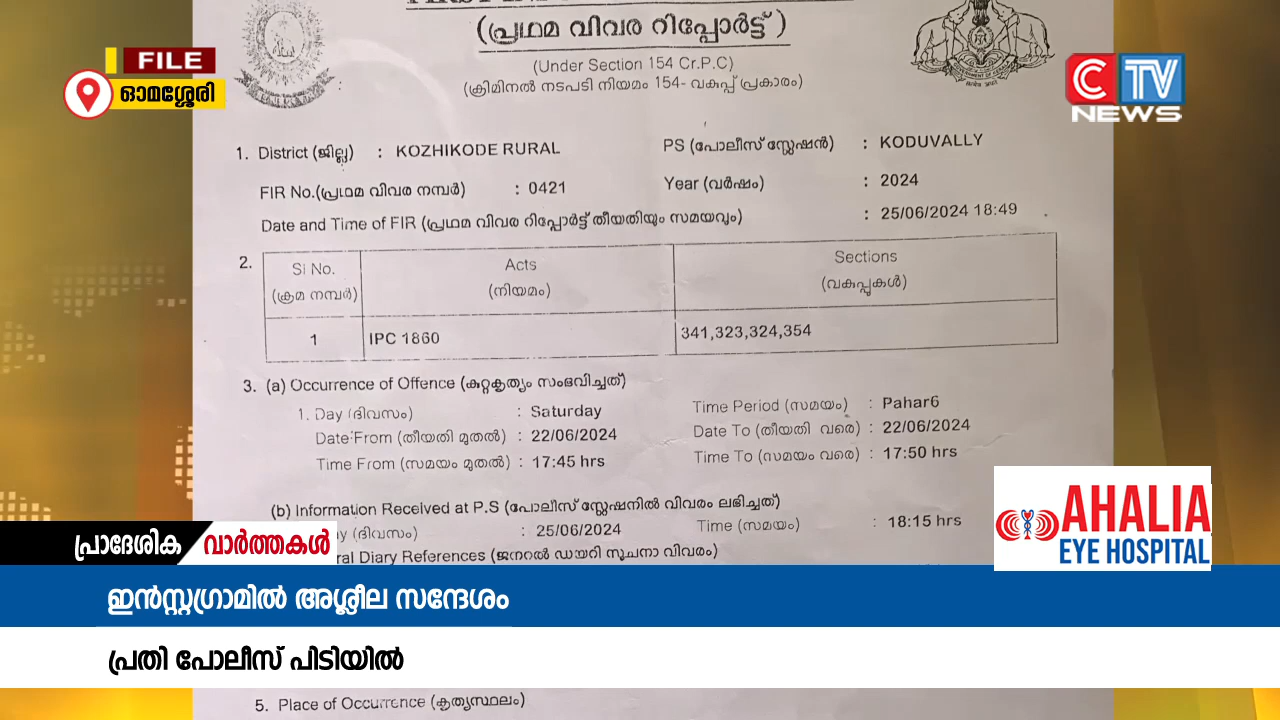 (പ്രഥമ വിവര റിപ്പോർട്ട് )
(Under Section 154 Cr.P.C)
(ക്രിമിനൽ നടപടി നിയമം 154- വകുപ്പ് പ്രകാരം)
FILE
ഓമശ്ശേരി
C TV
NEWS
1. District (ജില്ല) : KOZHIKODE RURAL PS (പോലീസ് സ്റ്റേഷൻ) : KODUVALLY
FIR No.(പ്രഥമ വിവര നമ്പർ) : 0421 Year (വർഷം) : 2024
Date and Time of FIR (പ്രഥമ വിവര റിപ്പോർട്ട് തീയതിയും സമയവും) : 25/06/2024 18:49
2. Sl No. Acts Sections
(ക്രമ നമ്പർ) (നിയമം) (വകുപ്പുകൾ)
1 IPC 1860 341,323,324,354
3. (a) Occurrence of Offence (കുറ്റകൃത്യം സംഭവിച്ചത്)
1. Day (ദിവസം) : Saturday Time Period (സമയം) : Pahar6
Date From (തീയതി മുതൽ) : 22/06/2024 Date To (തീയതി വരെ) : 22/06/2024
Time From (സമയം മുതൽ) : 17:45 hrs Time To (സമയം വരെ) : 17:50 hrs
(b) Information Received at P.S (പോലീസ് സ്റ്റേഷനിൽ വിവരം ലഭിച്ചത്)
(ദിവസം) : 25/06/2024 Time (സമയം) : 18:15 hrs
Diary References (ജനറൽ ഡയറി സൂചനാ വിവരം)
AHALIA
EYE HOSPITAL
പ്രാദേശിക വാർത്തകൾ
ഇൻസ്റ്റഗ്രാമിൽ അശ്ലീല സന്ദേശം
പ്രതി പോലീസ് പിടിയിൽ
5. Place of Occurrence (കൃത്യസ്ഥലം)